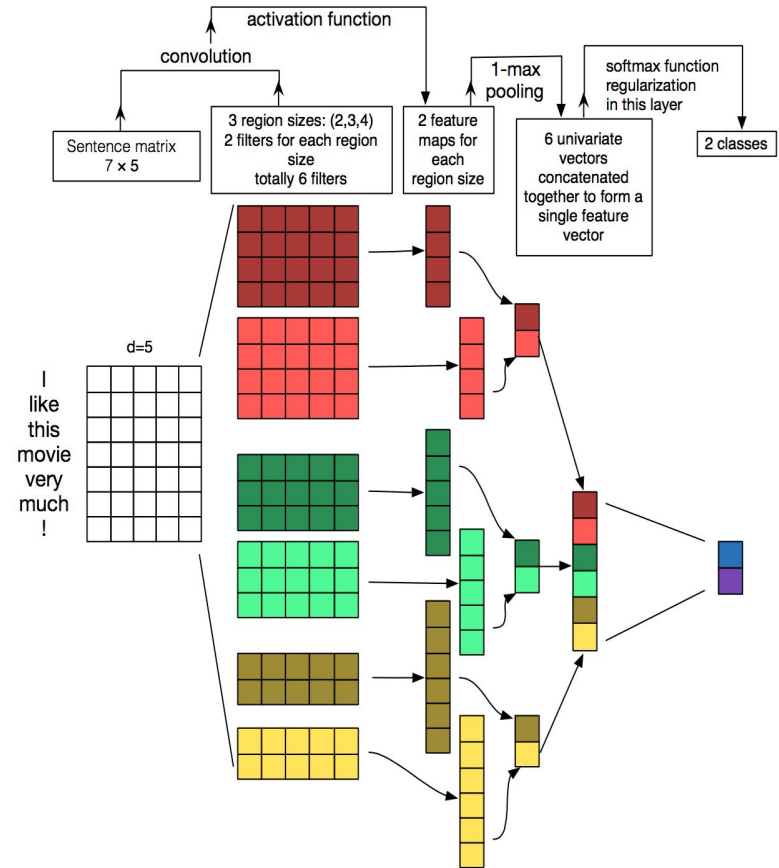 activation function
convolution
1-max
pooling
softmax function
regularization
in this layer
Sentence matrix
7 × 5
3 region sizes: (2,3,4)
2 filters for each region
size
totally 6 filters
2 feature
maps for
each
region size
6 univariate
vectors
concatenated
together to form a
single feature
vector
2 classes
d=5
I
like
this
movie
very
much
!